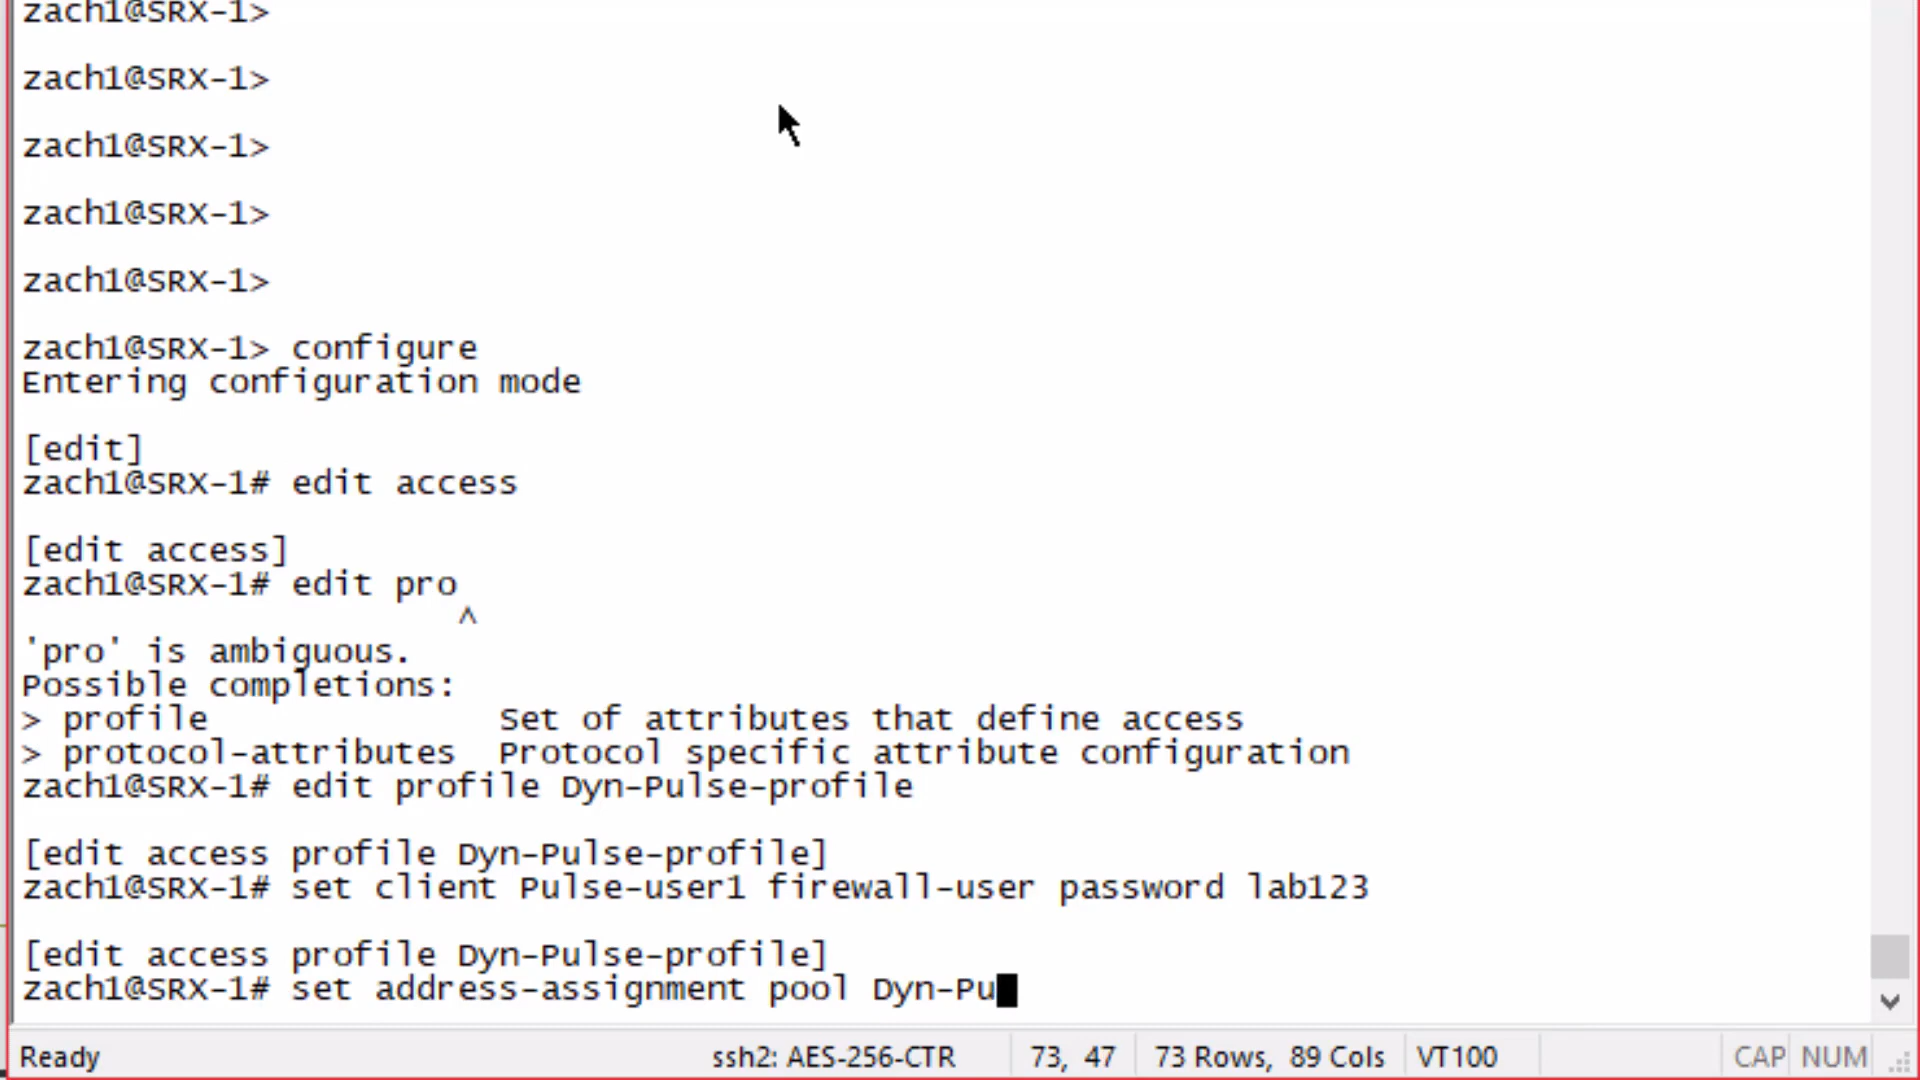 zach1@SRX-1>
zach1@SRX-1>
zach1@SRX-1>
zach1@SRX-1>
zach1@SRX-1>
zach1@SRX-1> configure
Entering configuration mode
[edit]
zach1@SRX-1# edit access
[edit access]
zach1@SRX-1# edit pro
^
'pro' is ambiguous.
Possible completions:
> profile Set of attributes that define access
> protocol-attributes Protocol specific attribute configuration
zach1@SRX-1# edit profile Dyn-Pulse-profile
[edit access profile Dyn-Pulse-profile]
zach1@SRX-1# set client Pulse-user1 firewall-user password lab123
[edit access profile Dyn-Pulse-profile]
zach1@SRX-1# set address-assignment pool Dyn-Pu
Ready ssh2: AES-256-CTR 73, 47 73 Rows, 89 Cols VT100 CAP NUM